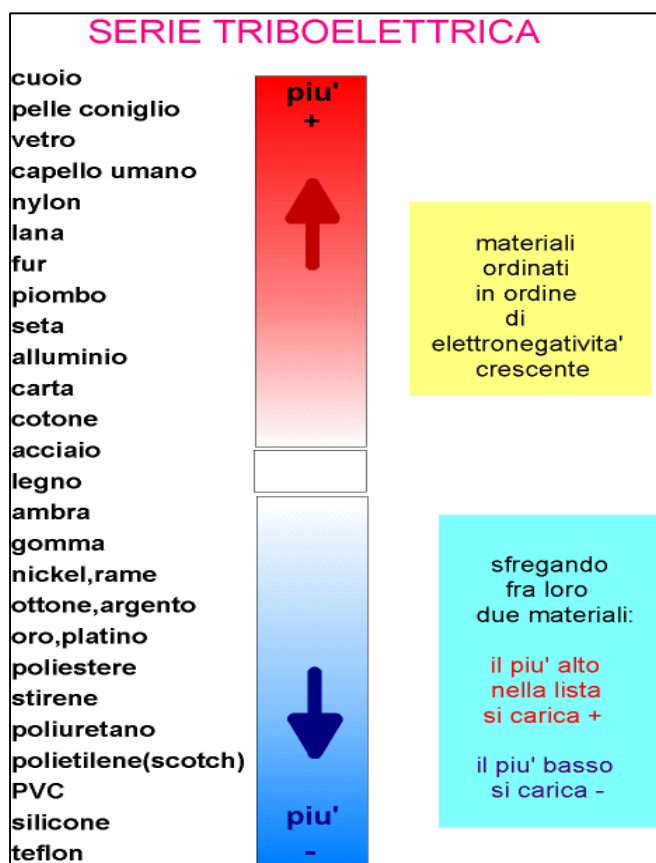 SERIE TRIBOELETTRICA
cuoio
pelle coniglio
vetro
capello umano
nylon
lana
fur
piombo
seta
alluminio
carta
cotone
acciaio
legno
ambra
gomma
nickel,rame
ottone,argento
oro,platino
poliestere
stirene
poliuretano
polietilene(scotch)
PVC
silicone
teflon
piu'
+
piu'
-
materiali
ordinati
in ordine
di
elettronegativita'
crescente
sfregando
fra loro
due materiali:
il piu' alto
nella lista
si carica +
il piu' basso
si carica -